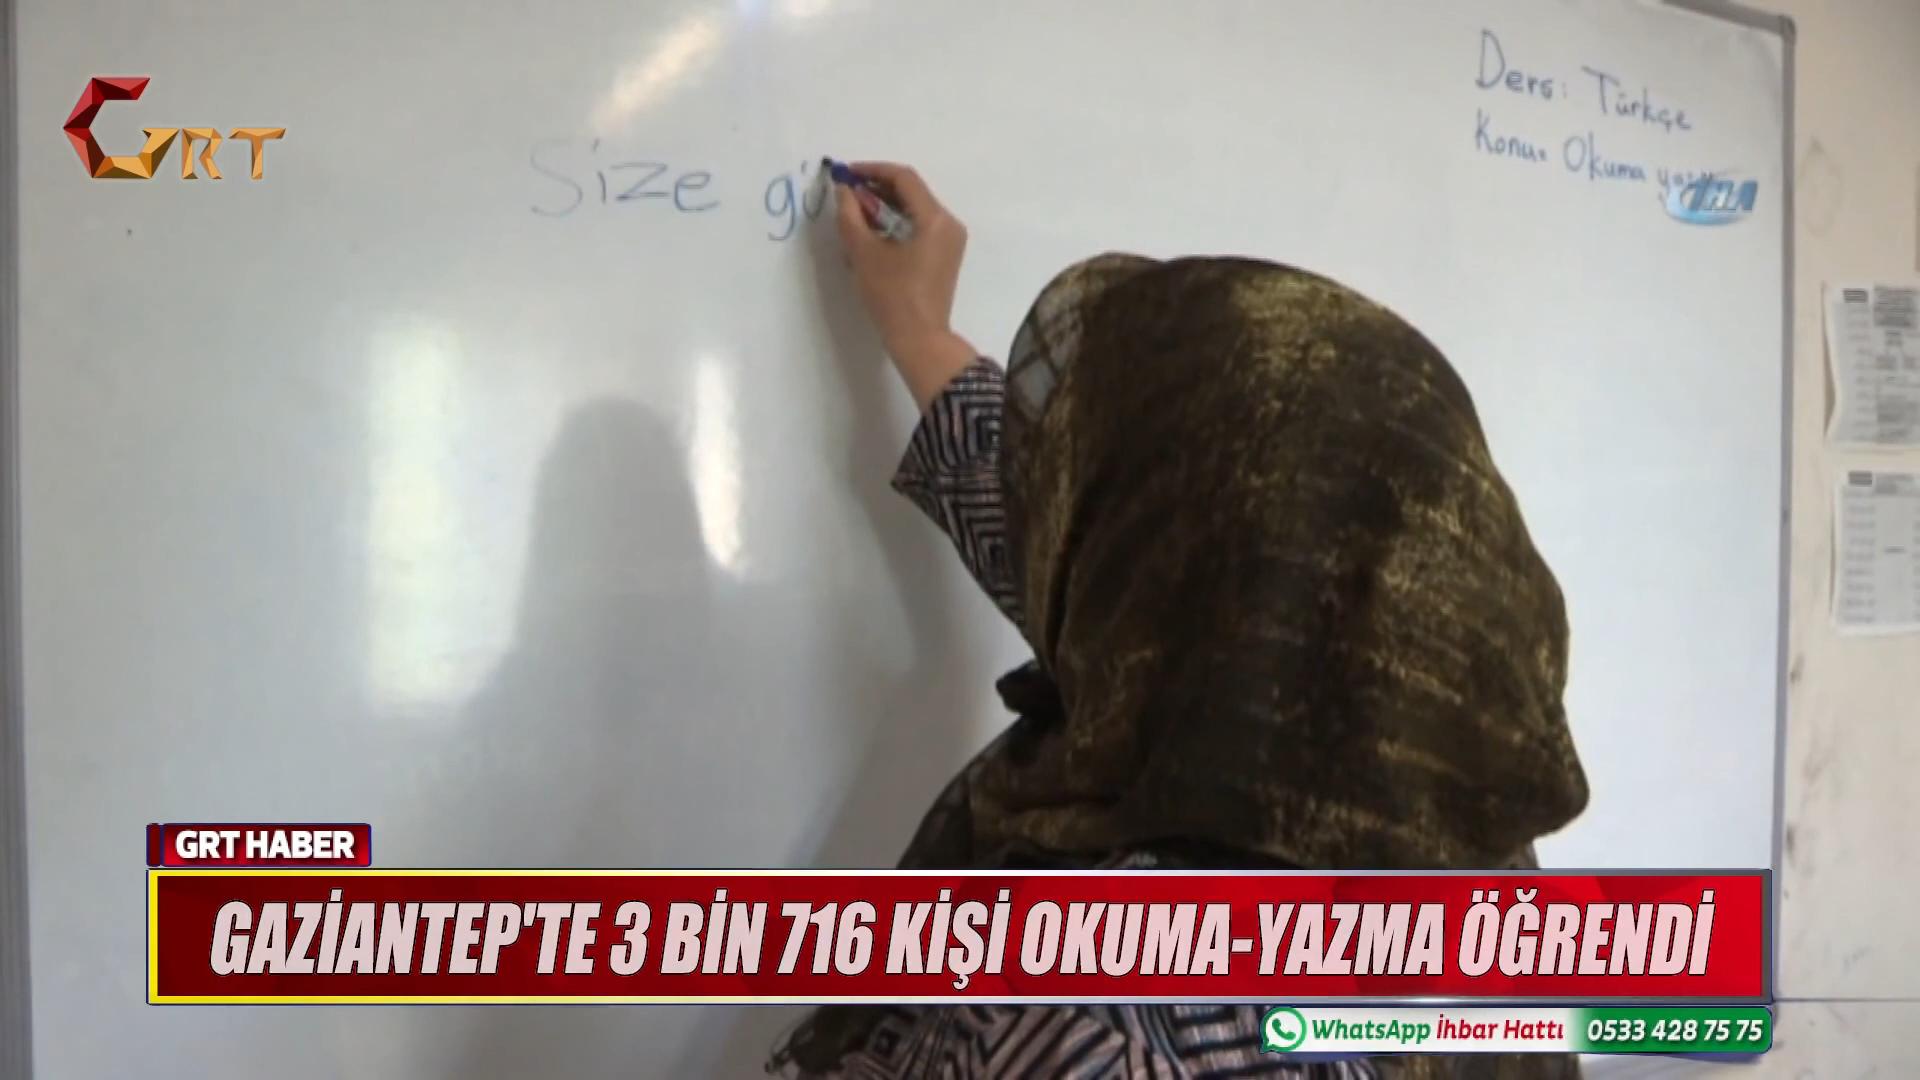 GRT
Ders: Türkçe
Konu: Okuma
İHA
Size gü
GRT HABER
GAZİANTEP'TE 3 BİN 716 KİŞİ OKUMA-YAZMA ÖĞRENDİ
WhatsApp İhbar Hattı 0533 428 75 75